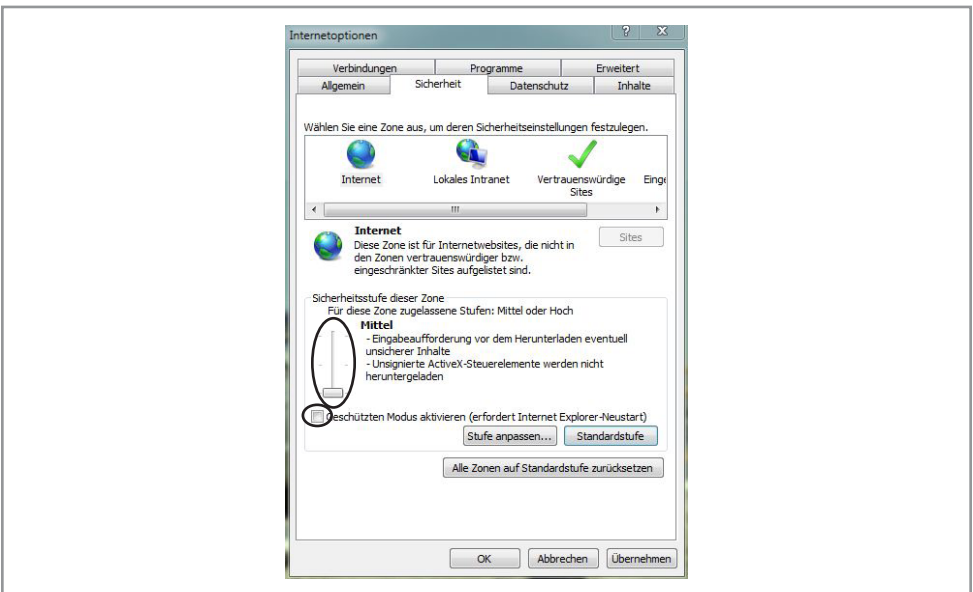 Internetoptionen
Verbindungen Programme Erweitert
Allgemein Sicherheit Datenschutz Inhalte
Wählen Sie eine Zone aus, um deren Sicherheitseinstellungen festzulegen.
Internet Lokales Intranet Vertrauenswürdige Einge
Sites
Internet
Sites
Diese Zone ist für Internetwebsites, die nicht in
den Zonen vertrauenswürdiger bzw.
eingeschränkter Sites aufgelistet sind.
Sicherheitsstufe dieser Zone
Für diese Zone zugelassene Stufen: Mittel oder Hoch
Mittel
- Eingabeaufforderung vor dem Herunterladen eventuell
unsicherer Inhalte
- Unsignierte ActiveX-Steuerelemente werden nicht
heruntergeladen
Geschützten Modus aktivieren (erfordert Internet Explorer-Neustart)
Stufe anpassen... Standardstufe
Alle Zonen auf Standardstufe zurücksetzen
OK Abbrechen Übernehmen